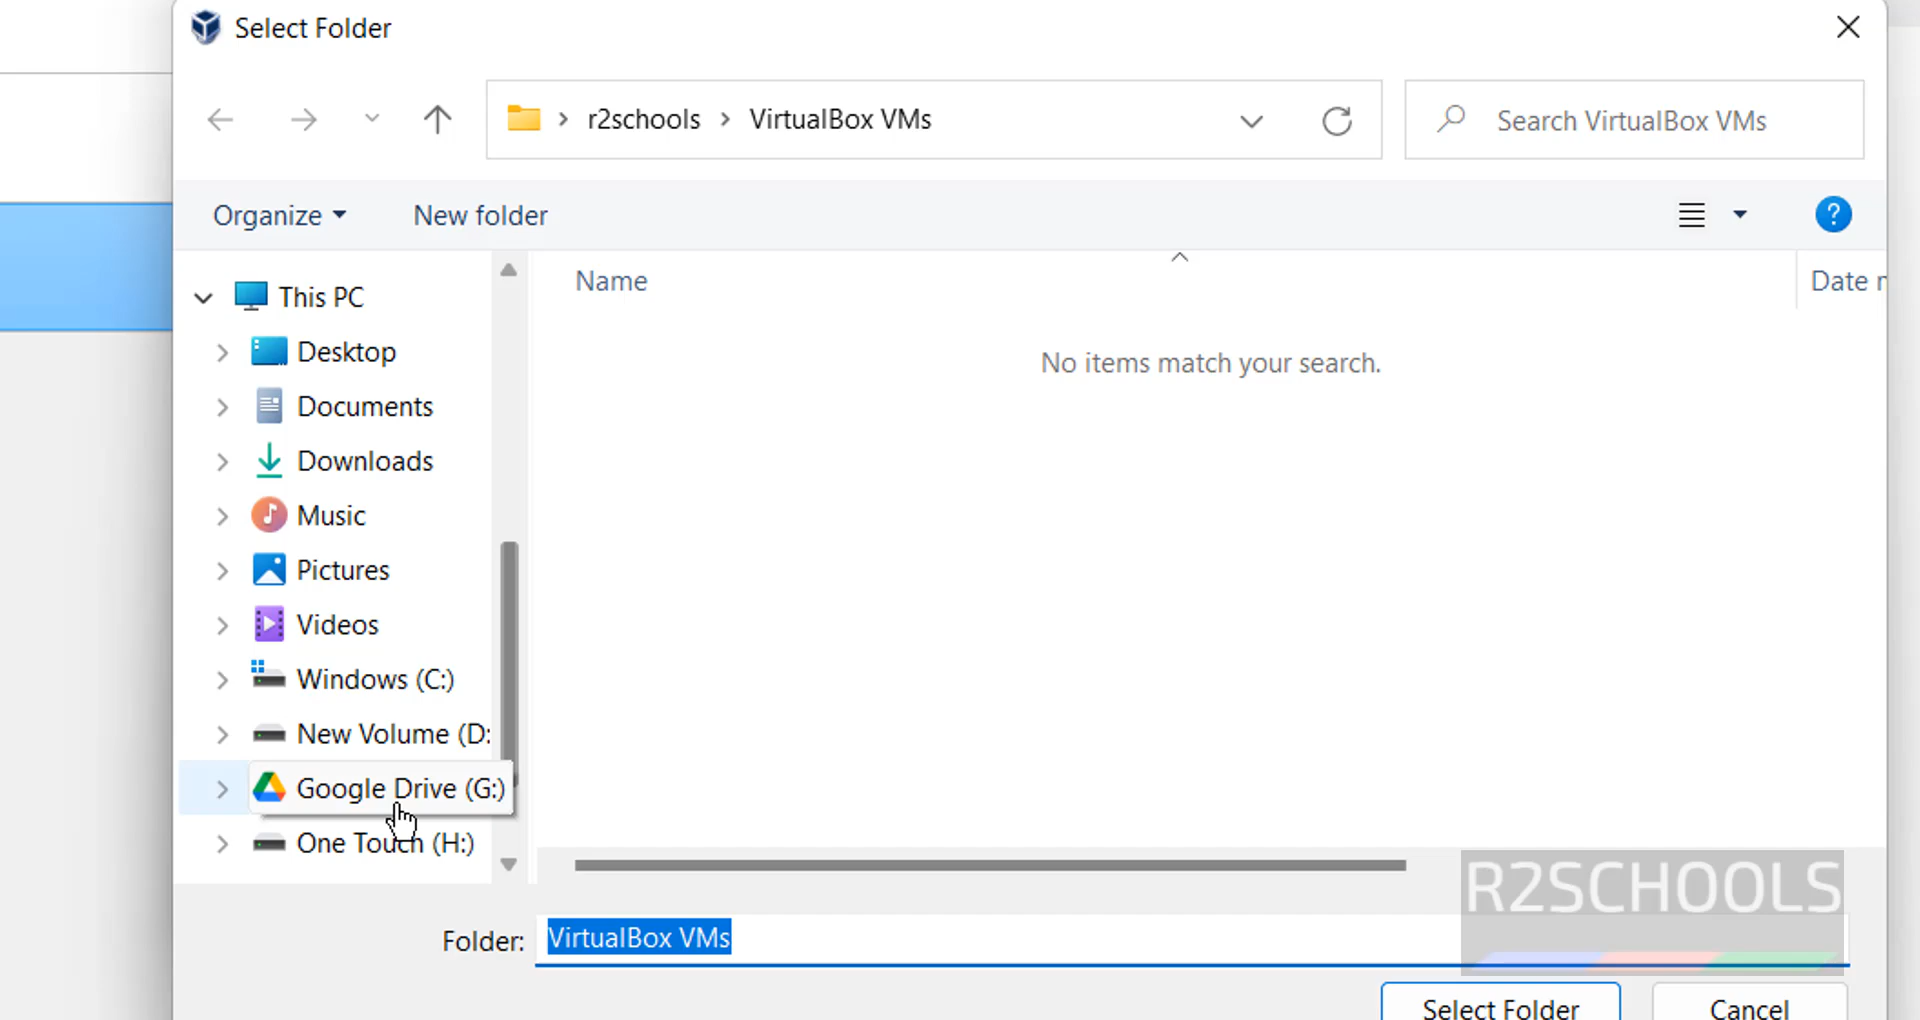 Select Folder
r2schools > VirtualBox VMs
Search VirtualBox VMs
Organize
New folder
?
Name
Date
No items match your search.
This PC
Desktop
Documents
Downloads
Music
Pictures
Videos
Windows (C:)
New Volume (D:
Google Drive (G:)
One Touch (H:)
R2SCHOOLS
Folder: VirtualBox VMs
Select Folder
Cancel